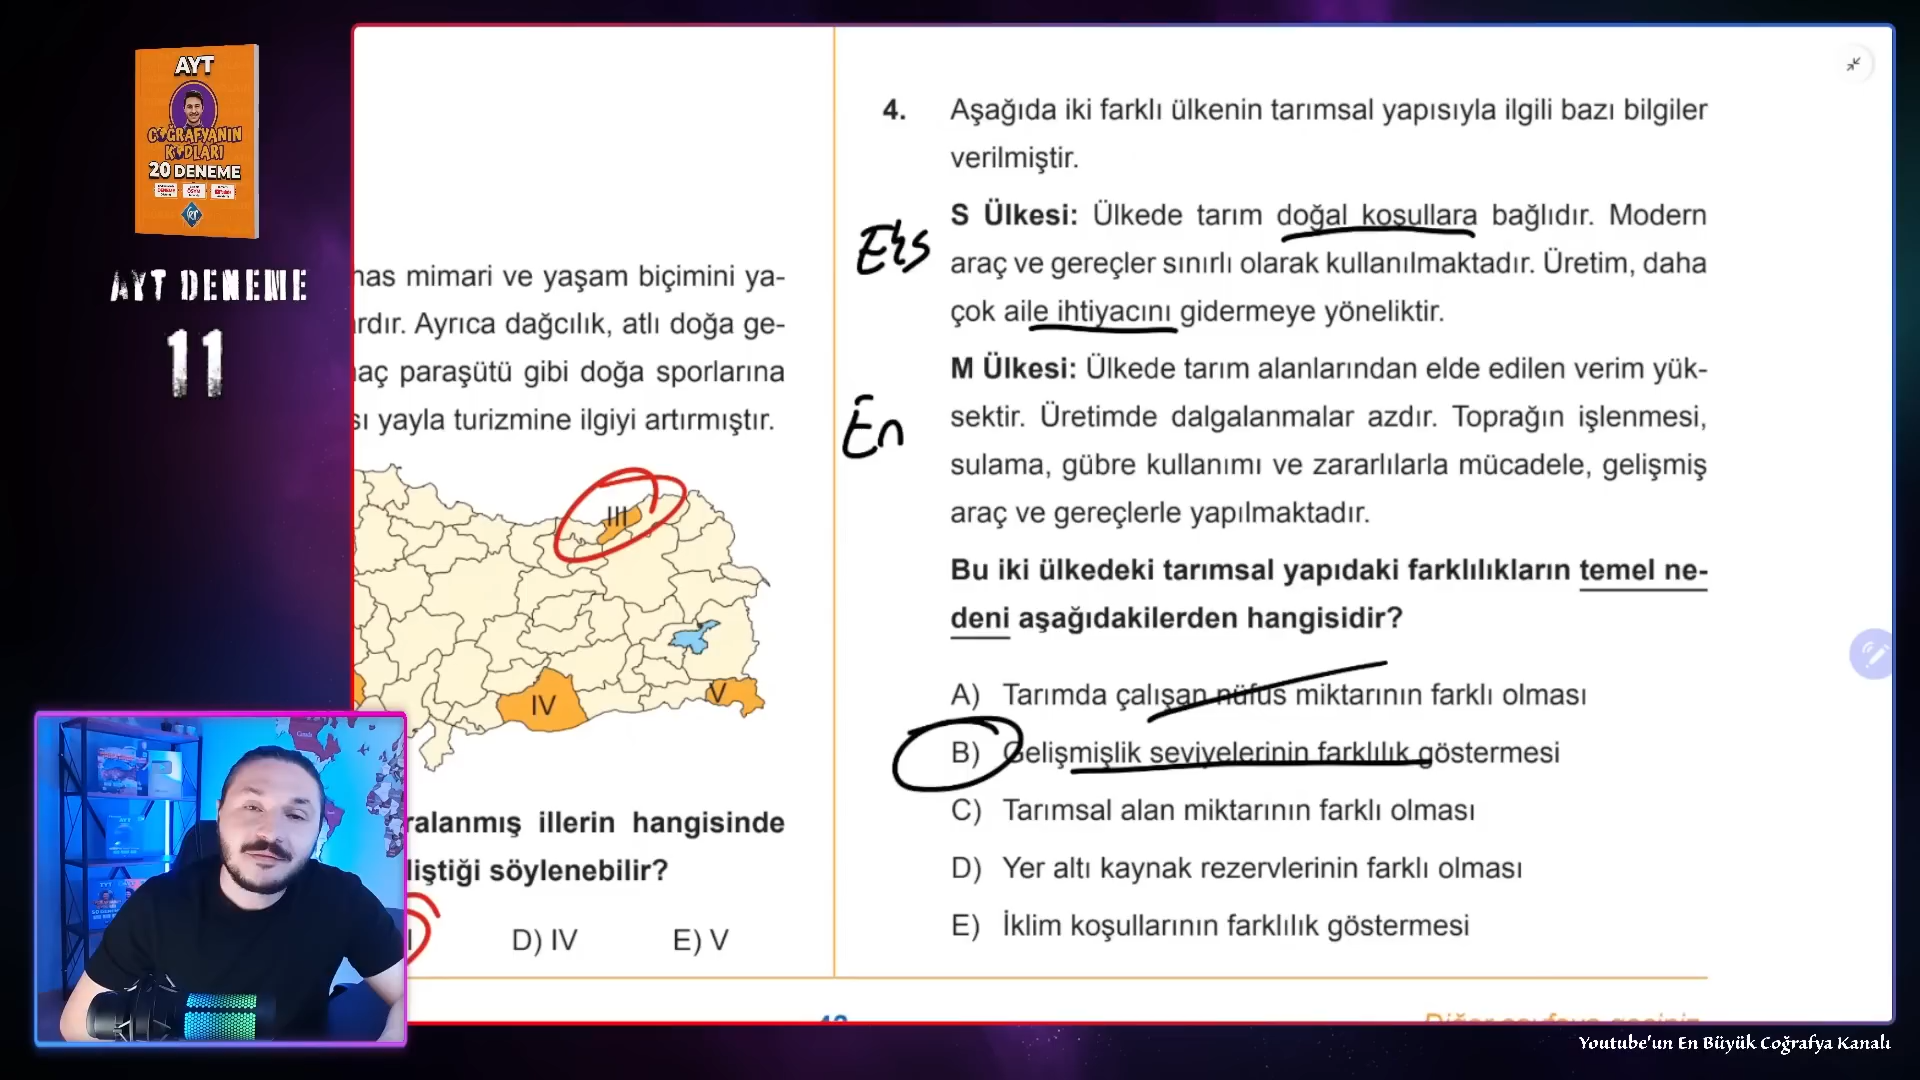 AYT
COĞRAFYANIN
KODLARI
20 DENEME
AYT DENEME
11
has mimari ve yaşam biçimini ya-
rdır. Ayrıca dağcılık, atlı doğa ge-
aç paraşütü gibi doğa sporlarına
sı yayla turizmine ilgiyi artırmıştır.
III
IV
V
ralanmış illerin hangisinde
liştiği söylenebilir?
D) IV E) V
4. Aşağıda iki farklı ülkenin tarımsal yapısıyla ilgili bazı bilgiler
verilmiştir.
Eks
S Ülkesi: Ülkede tarım doğal koşullara bağlıdır. Modern
araç ve gereçler sınırlı olarak kullanılmaktadır. Üretim, daha
çok aile ihtiyacını gidermeye yöneliktir.
En
M Ülkesi: Ülkede tarım alanlarından elde edilen verim yük-
sektir. Üretimde dalgalanmalar azdır. Toprağın işlenmesi,
sulama, gübre kullanımı ve zararlılarla mücadele, gelişmiş
araç ve gereçlerle yapılmaktadır.
Bu iki ülkedeki tarımsal yapıdaki farklılıkların temel ne-
deni aşağıdakilerden hangisidir?
A) Tarımda çalışan nüfus miktarının farklı olması
B) Gelişmişlik seviyelerinin farklılık göstermesi
C) Tarımsal alan miktarının farklı olması
D) Yer altı kaynak rezervlerinin farklı olması
E) İklim koşullarının farklılık göstermesi
Youtube'un En Büyük Coğrafya Kanalı